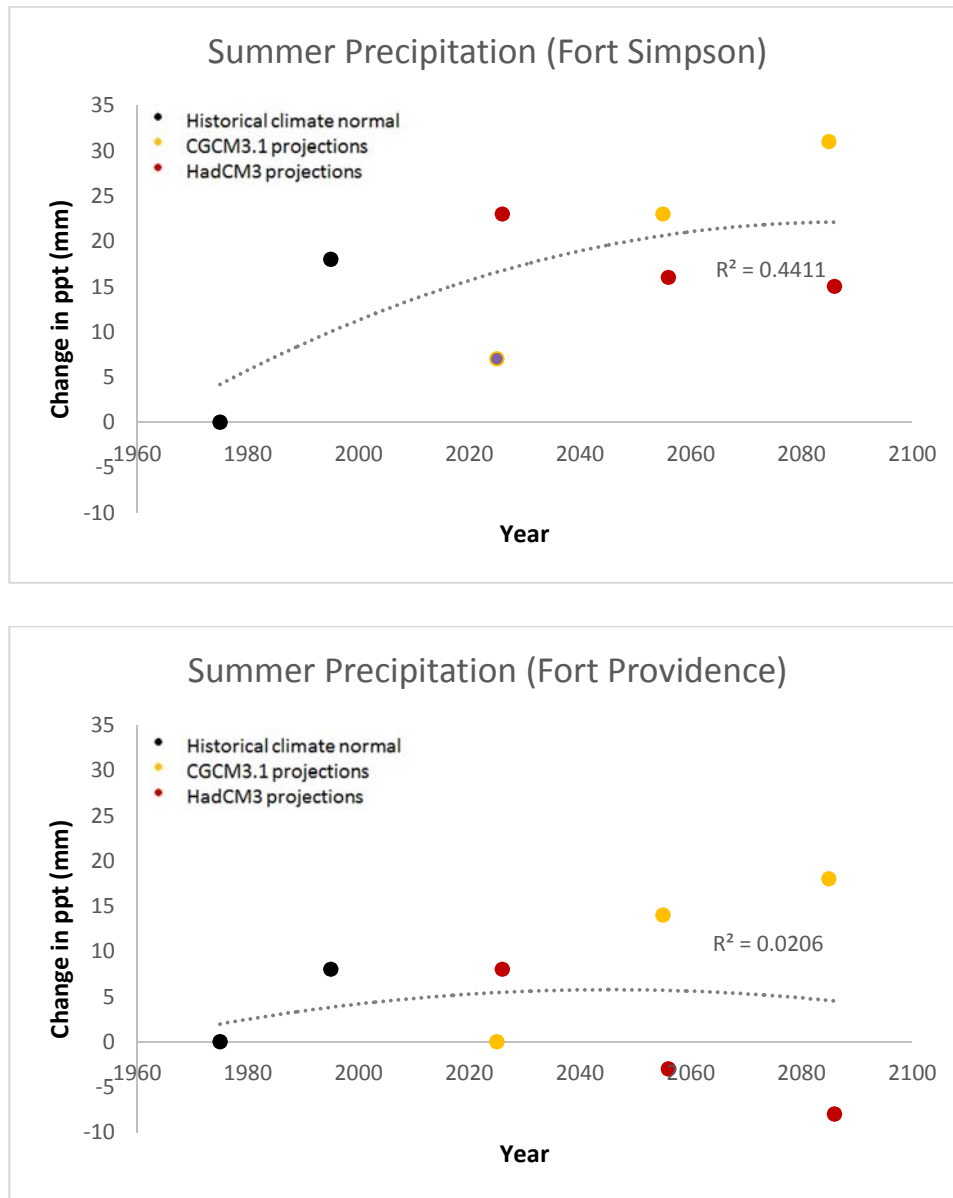 Summer Precipitation (Fort Simpson)
35
30
25
20
15
10
5
0
-5
-10
Change in ppt (mm)
• Historical climate normal
• CGCM3.1 projections
• HadCM3 projections
R² = 0.4411
1960 1980 2000 2020 2040 2060 2080 2100
Year
Summer Precipitation (Fort Providence)
35
30
25
20
15
10
5
0
-5
-10
Change in ppt (mm)
• Historical climate normal
• CGCM3.1 projections
• HadCM3 projections
R² = 0.0206
1960 1980 2000 2020 2040 2060 2080 2100
Year